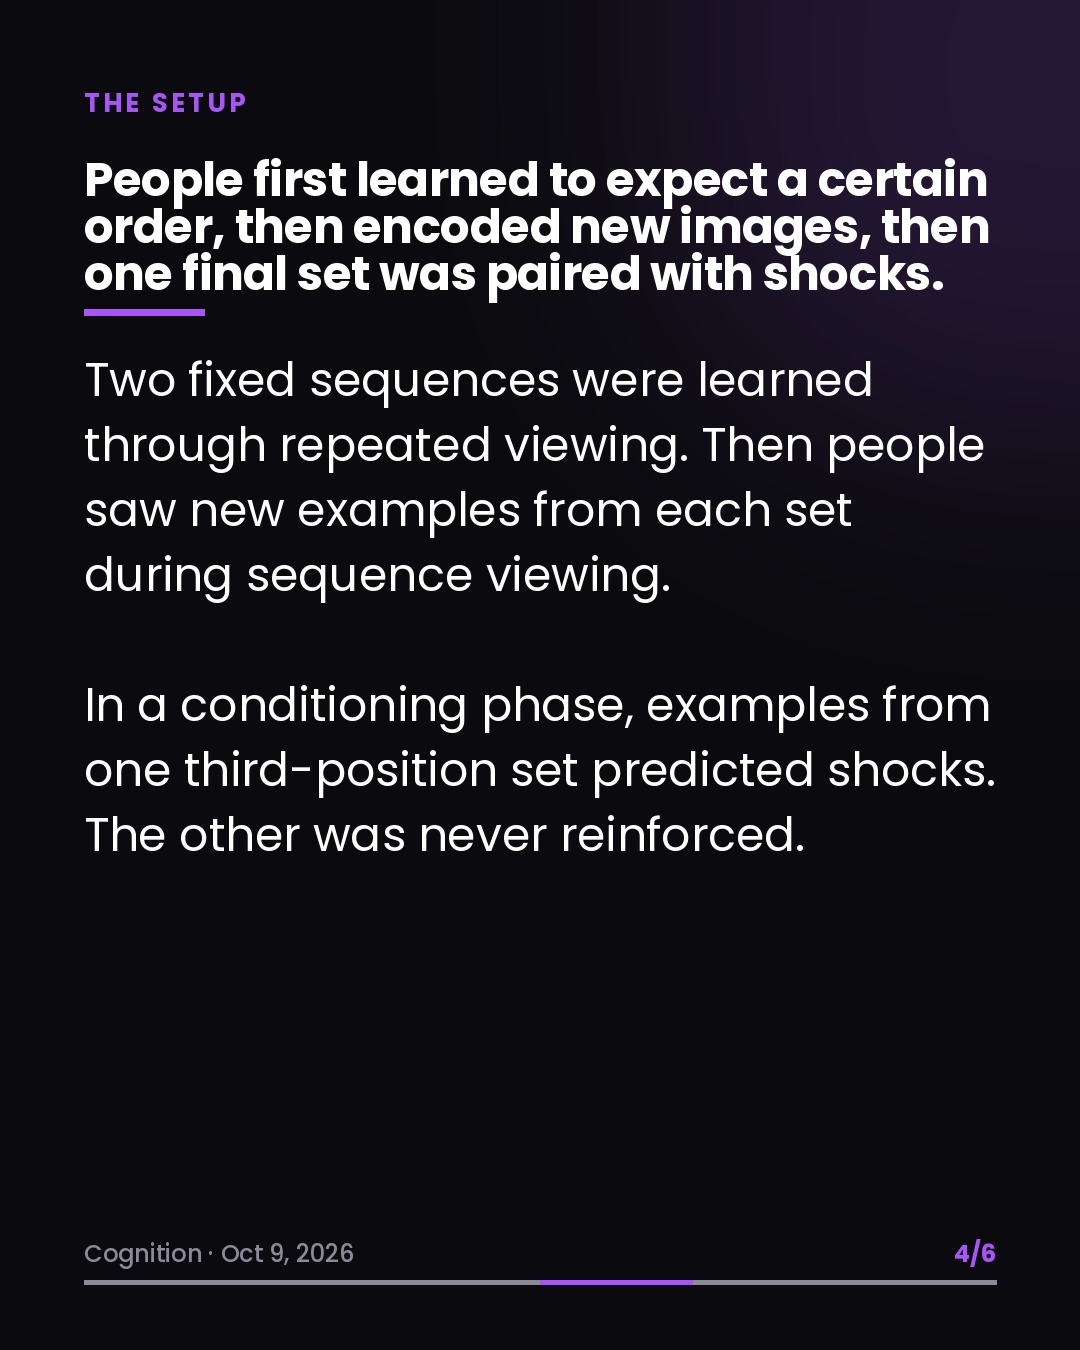 THE SETUP
People first learned to expect a certain
order, then encoded new images, then
one final set was paired with shocks.
Two fixed sequences were learned
through repeated viewing. Then people
saw new examples from each set
during sequence viewing.
In a conditioning phase, examples from
one third-position set predicted shocks.
The other was never reinforced.
Cognition · Oct 9, 2026
4/6